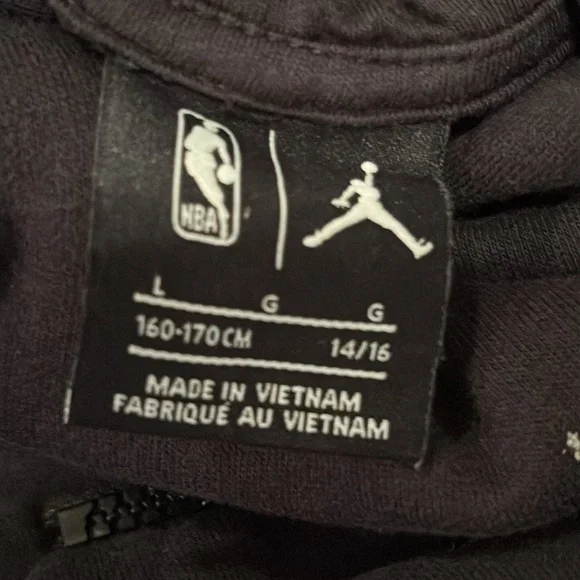 NBA
L G G
160-170CM 14/16
MADE IN VIETNAM
FABRIQUÉ AU VIETNAM